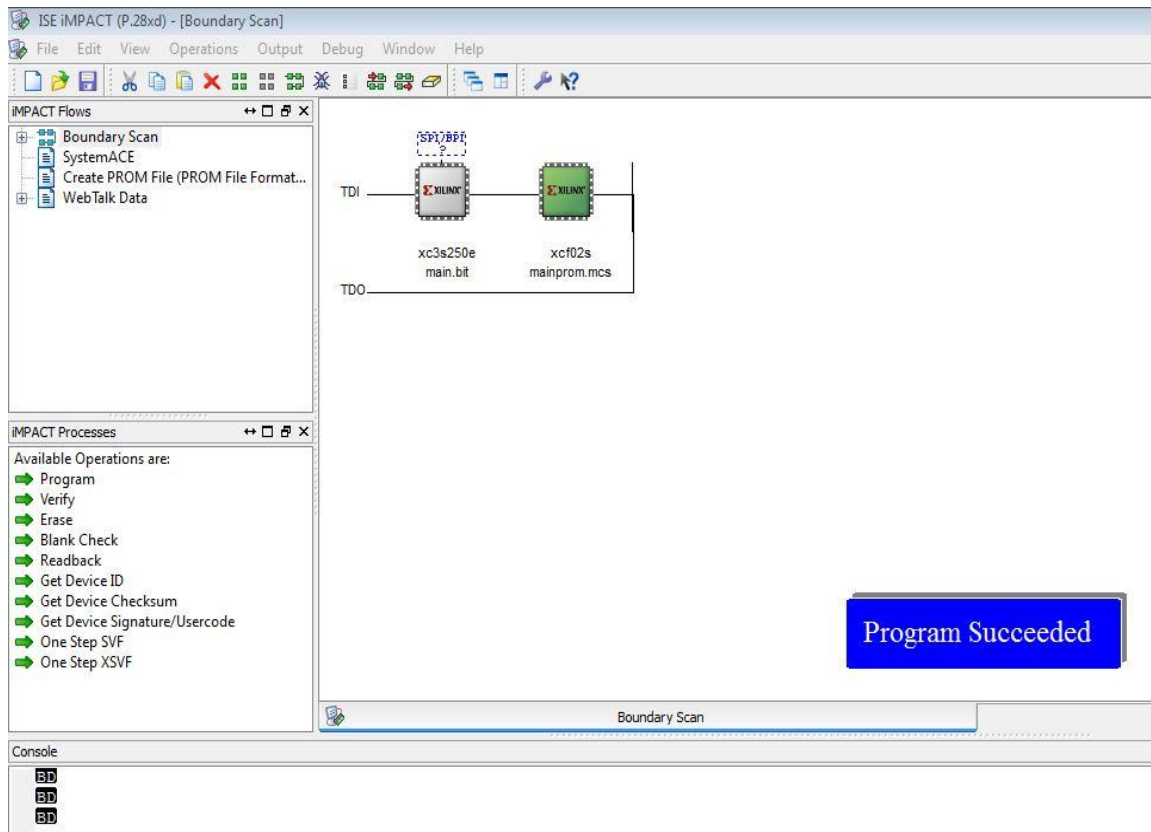 ISE iMPACT (P.28xd) - [Boundary Scan]
File Edit View Operations Output Debug Window Help
iMPACT Flows
Boundary Scan
SystemACE
Create PROM File (PROM File Format...
WebTalk Data
SPI/BPI
?
TDI
XILINX
XILINX
xc3s250e
main.bit
xcf02s
mainprom.mcs
TDO
iMPACT Processes
Available Operations are:
Program
Verify
Erase
Blank Check
Readback
Get Device ID
Get Device Checksum
Get Device Signature/Usercode
One Step SVF
One Step XSVF
Program Succeeded
Boundary Scan
Console
BD
BD
BD